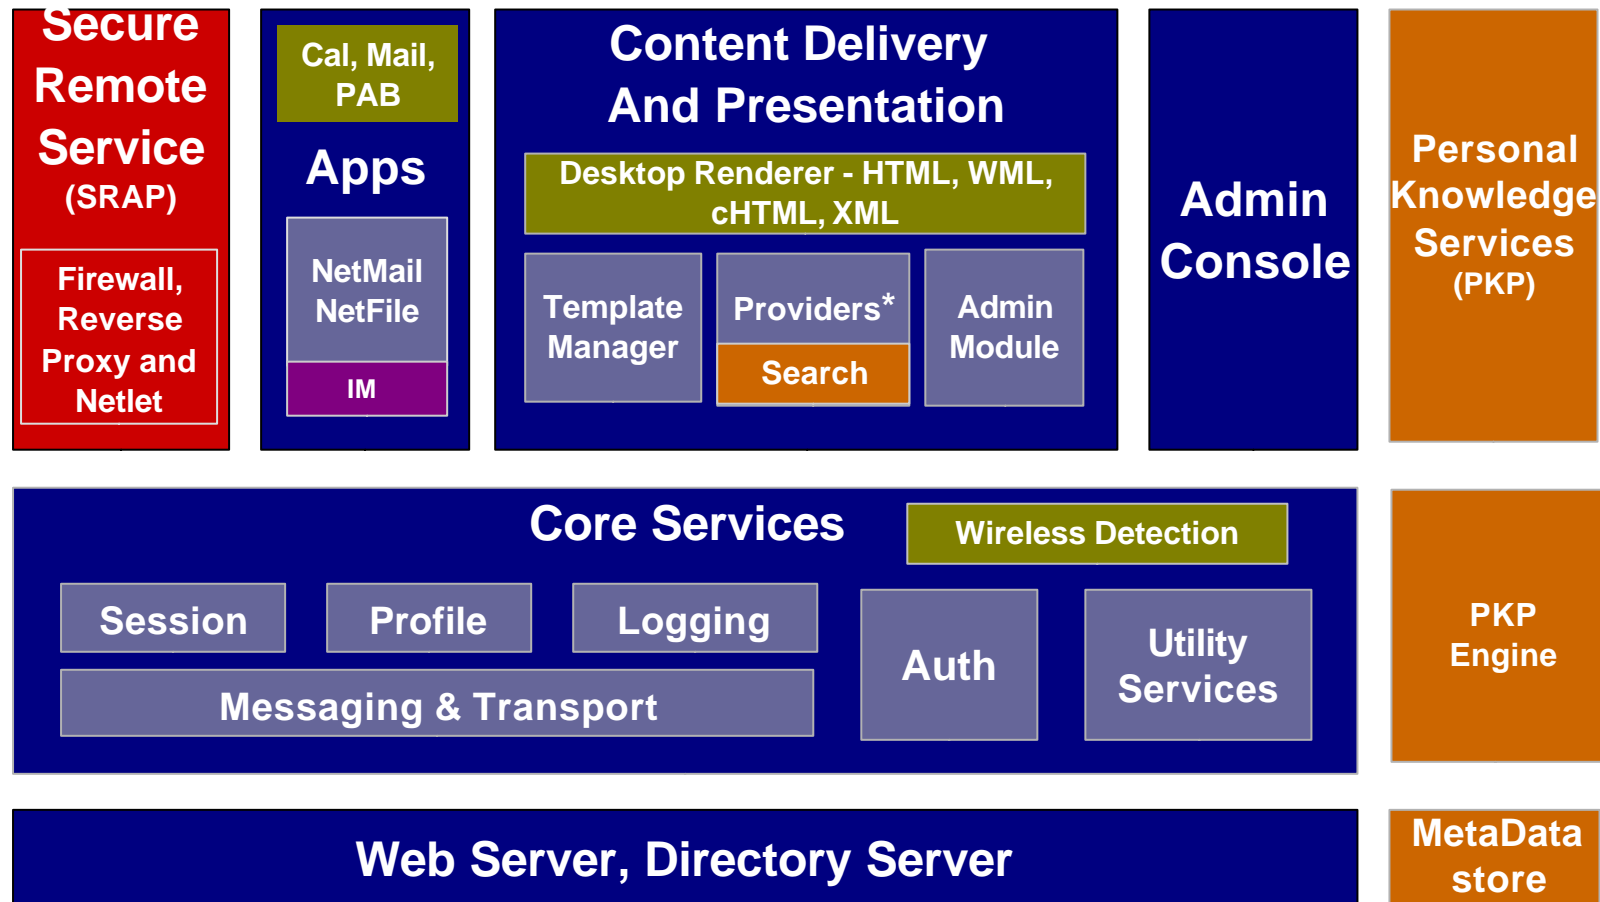 Secure
Remote
Service
(SRAP)
Firewall,
Reverse
Proxy and
Netlet
Cal, Mail,
PAB
Apps
NetMail
NetFile
IM
Content Delivery
And Presentation
Desktop Renderer - HTML, WML,
cHTML, XML
Template
Manager
Providers*
Search
Admin
Module
Admin
Console
Personal
Knowledge
Services
(PKP)
Core Services
Wireless Detection
Session
Profile
Logging
Messaging & Transport
Auth
Utility
Services
PKP
Engine
Web Server, Directory Server
MetaData
store